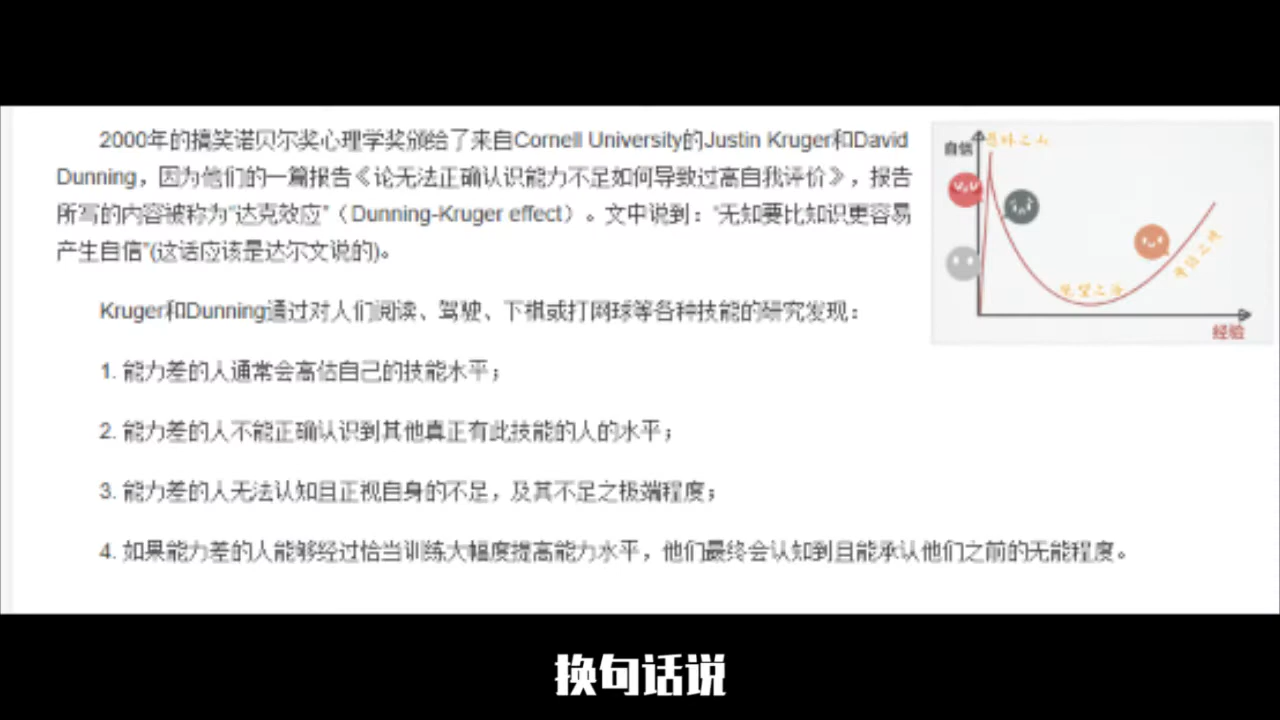 2000年的搞笑诺贝尔奖心理学奖颁给了来自Cornell University的Justin Kruger和David
Dunning，因为他们的一篇报告《论无法正确认识能力不足如何导致过高自我评价》，报告
所写的内容被称为“达克效应”（Dunning-Kruger effect）。文中说到：“无知要比知识更容易
产生自信”(这话应该是达尔文说的)。
自信
绝望之谷
经验
Kruger和Dunning通过对人们阅读、驾驶、下棋或打网球等各种技能的研究发现：
1. 能力差的人通常会高估自己的技能水平；
2. 能力差的人不能正确认识到其他真正有此技能的人的水平；
3. 能力差的人无法认知且正视自身的不足，及其不足之极端程度；
4. 如果能力差的人能够经过恰当训练大幅度提高能力水平，他们最终会认知到且能承认他们之前的无能程度。
换句话说